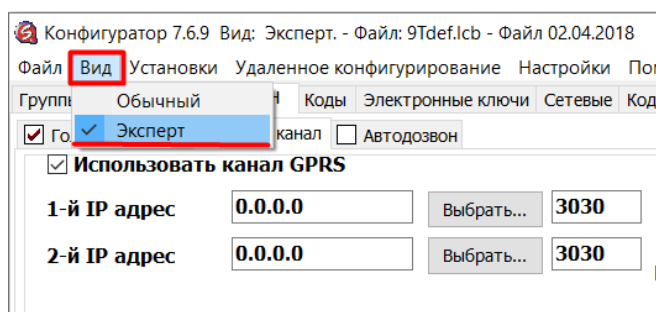 Конфигуратор 7.6.9 Вид: Эксперт. - Файл: 9Tdef.lcb - Файл 02.04.2018
Файл Вид Установки Удаленное конфигурирование Настройки
Обычный
Эксперт
Коды Электронные ключи Сетевые
канал Автодозвон
Использовать канал GPRS
1-й IP адрес 0.0.0.0 Выбрать... 3030
2-й IP адрес 0.0.0.0 Выбрать... 3030